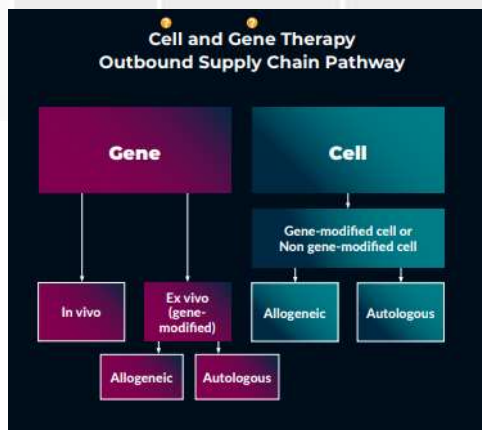 Cell and Gene Therapy
Outbound Supply Chain Pathway
Gene
Cell
Gene-modified cell or
Non gene-modified cell
In vivo
Ex vivo
(gene-
modified)
Allogeneic
Autologous
Allogeneic
Autologous